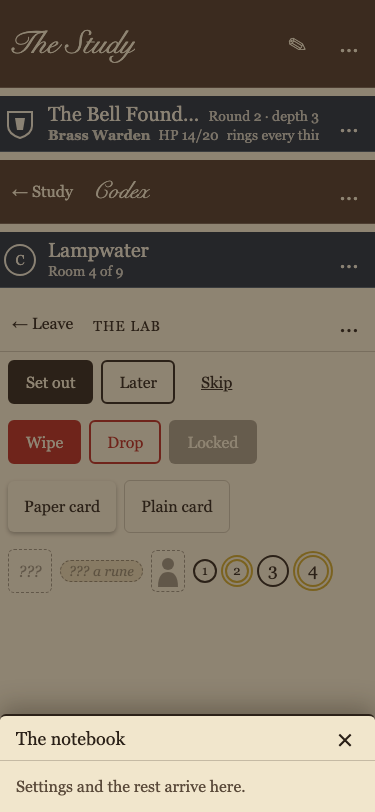 The Study
✎ ...
The Bell Found... Round 2 · depth 3 ...
Brass Warden HP 14/20 rings every
← Study Codex ...
C Lampwater ...
Room 4 of 9
← Leave THE LAB ...
Set out Later Skip
Wipe Drop Locked
Paper card Plain card
??? ??? a rune 1 2 3 4
The notebook ✕
Settings and the rest arrive here.